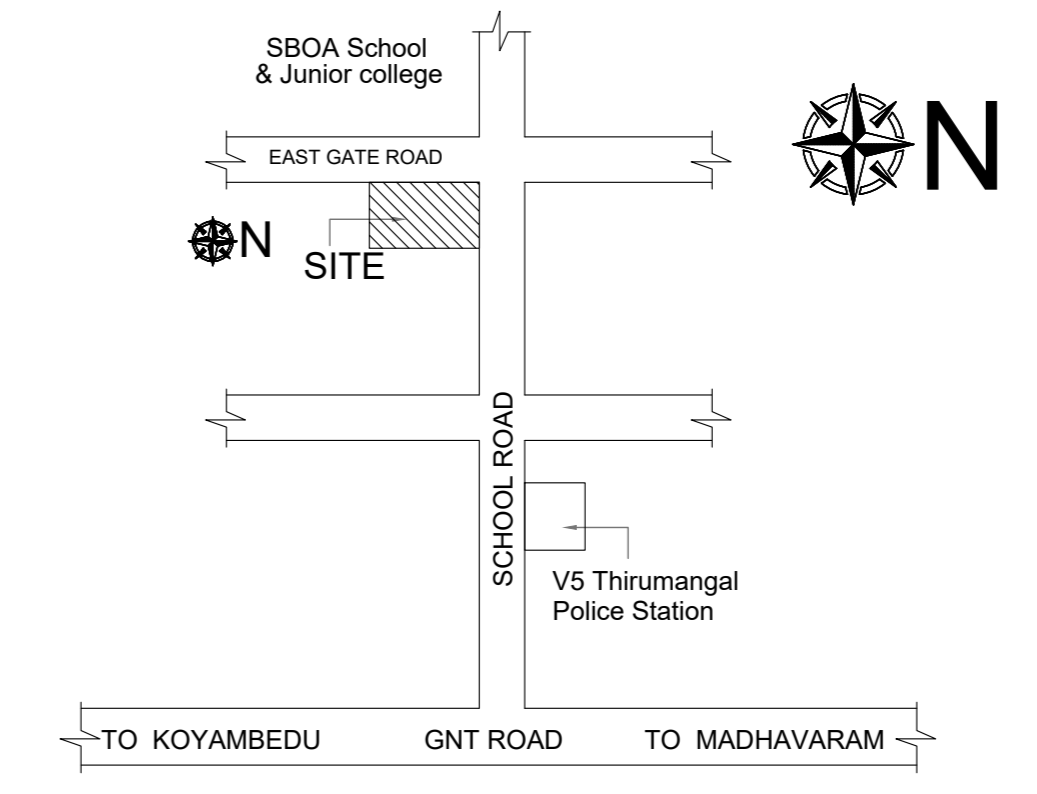 SBOA School
& Junior college
N
EAST GATE ROAD
N
SITE
SCHOOL ROAD
V5 Thirumangal
Police Station
TO KOYAMBEDU
GNT ROAD
TO MADHAVARAM